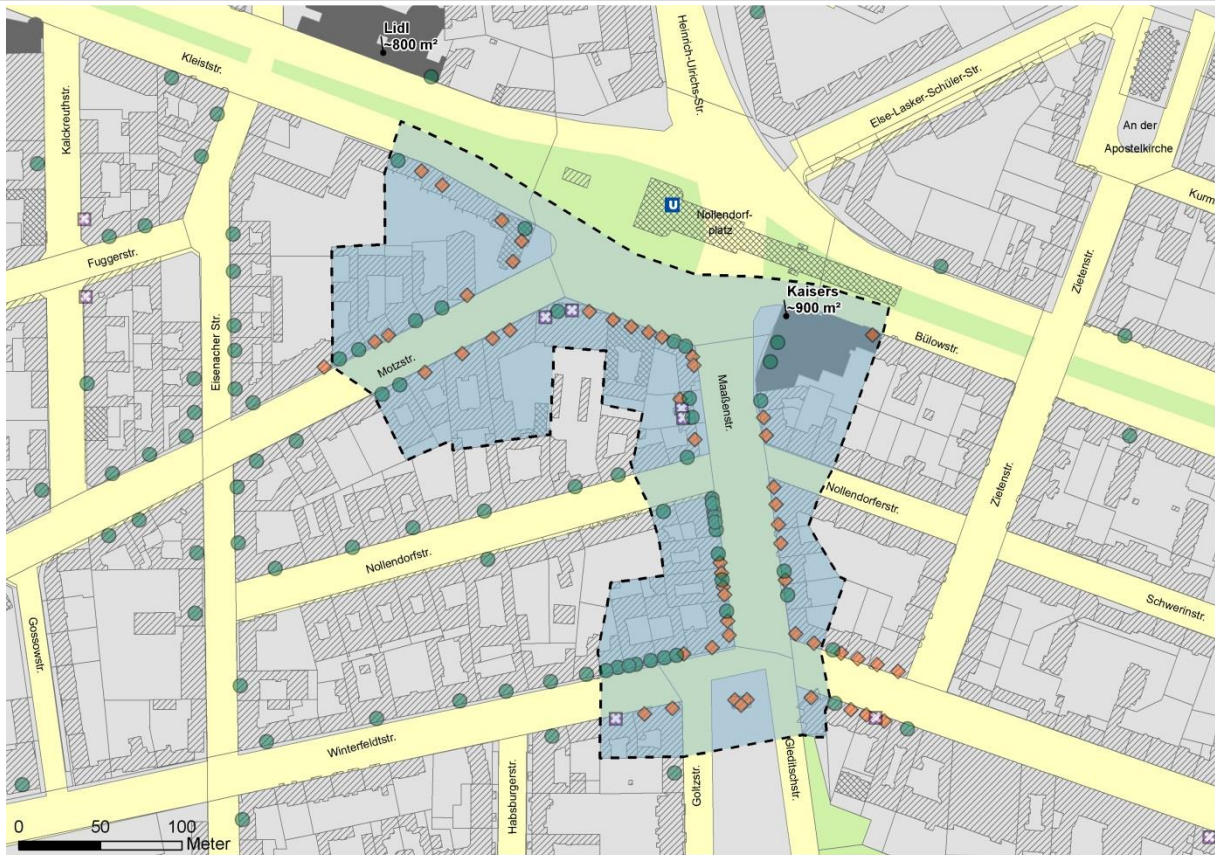 Lidl
~800 m²
Kleiststr.
Heinrich-Ulrichs-Str.
Else-Lasker-Schüler-Str.
Kalckreuthstr.
An der
Apostelkirche
Kurm
U
Nollendorf-
platz
Fuggerstr.
Zietenstr.
Kaisers
~900 m²
Bülowstr.
Eisenacher Str.
Motzstr.
Maaßenstr.
Nollendorferstr.
Zietenstr.
Nollendorfstr.
Schwerinstr.
Gossowstr.
Winterfeldtstr.
Habsburgerstr.
Goltzstr.
Gleditschstr.
0 50 100
Meter